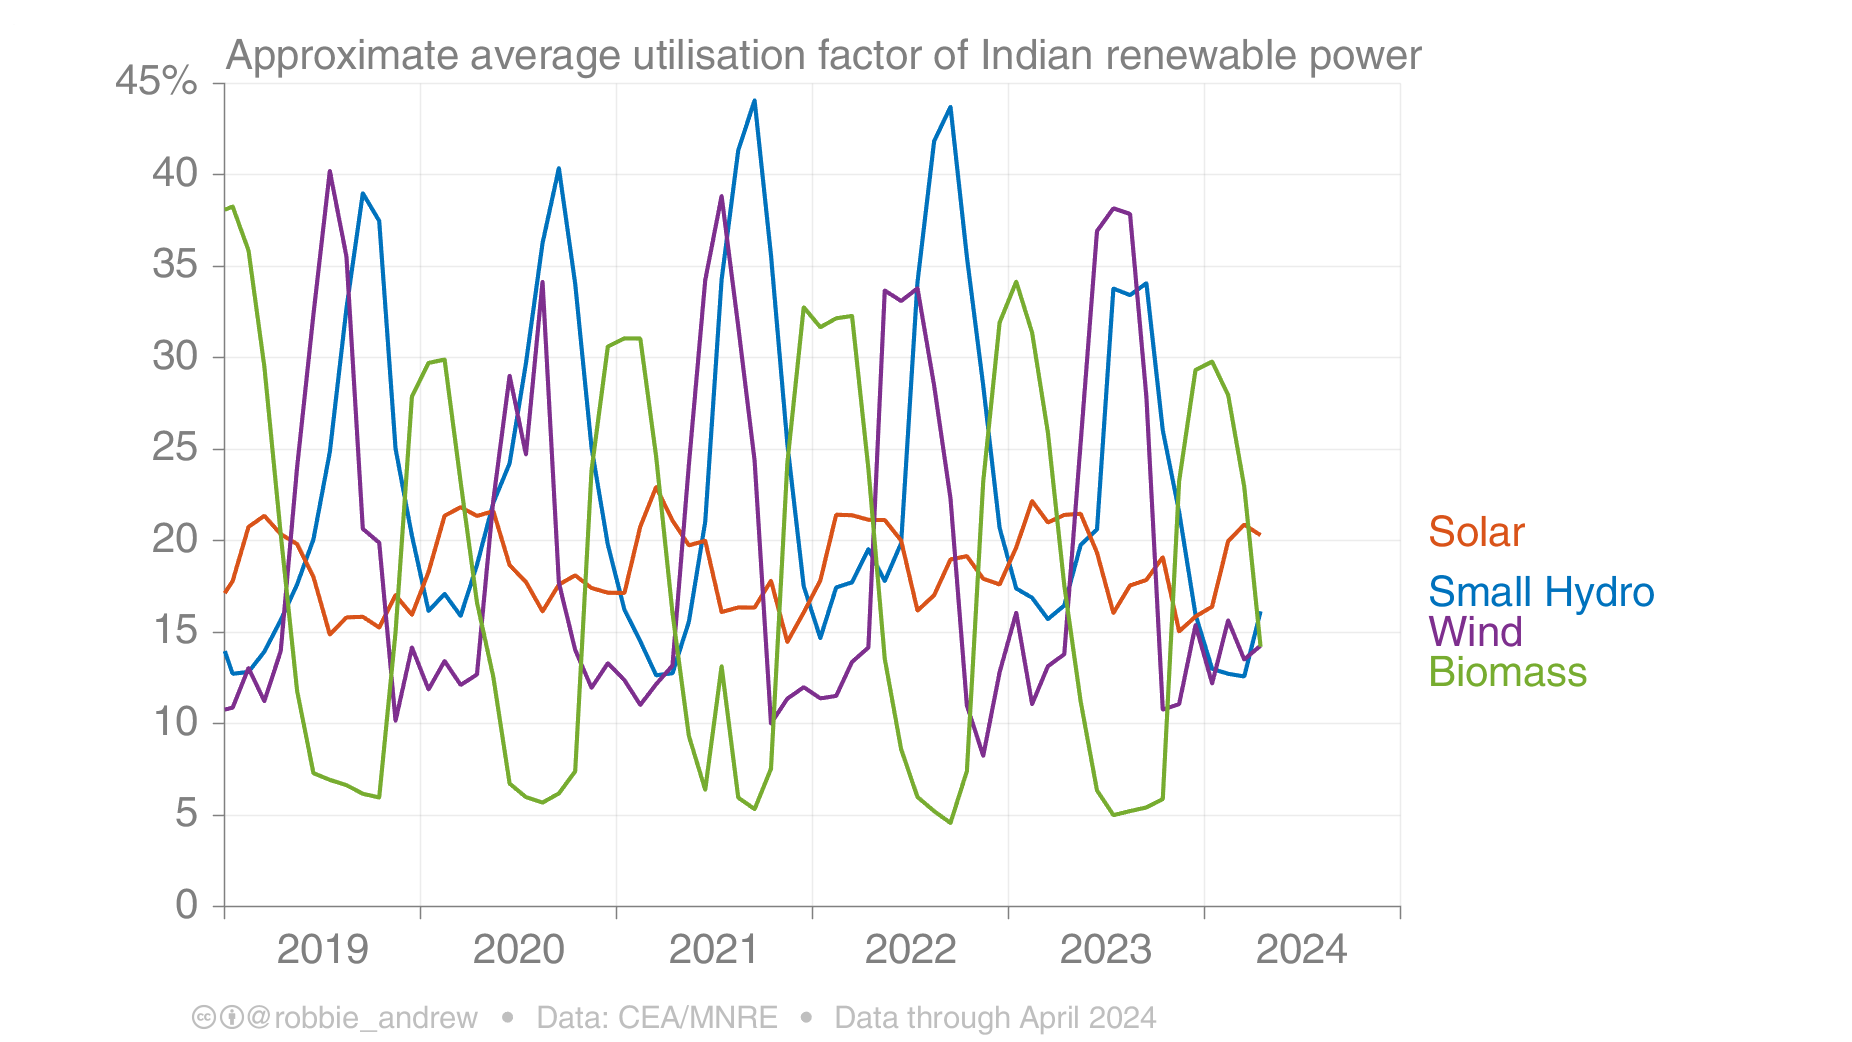 Approximate average utilisation factor of Indian renewable power
45%
40
35
30
25
20
15
10
5
0
2019 2020 2021 2022 2023 2024
Solar
Small Hydro
Wind
Biomass
cc @robbie_andrew • Data: CEA/MNRE • Data through April 2024